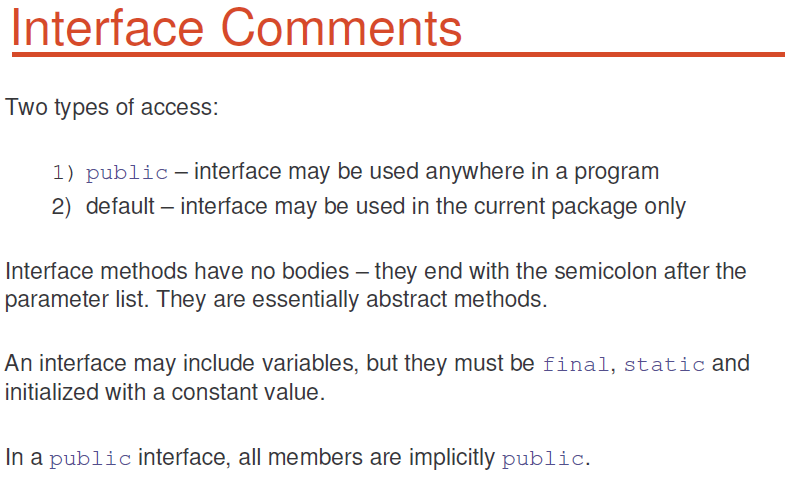 Interface Comments
Two types of access:
1) public – interface may be used anywhere in a program
2) default – interface may be used in the current package only
Interface methods have no bodies – they end with the semicolon after the
parameter list. They are essentially abstract methods.
An interface may include variables, but they must be final, static and
initialized with a constant value.
In a public interface, all members are implicitly public.